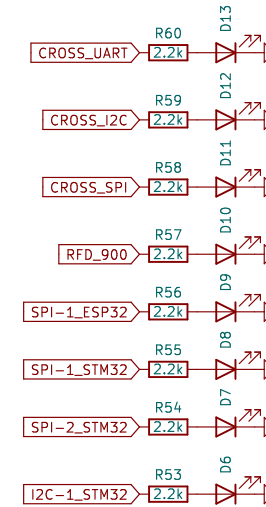 D13
R60
CROSS_UART 2.2k
D12
R59
CROSS_I2C 2.2k
D11
R58
CROSS_SPI 2.2k
D10
R57
RFD_900 2.2k
D9
R56
SPI-1_ESP32 2.2k
D8
R55
SPI-1_STM32 2.2k
D7
R54
SPI-2_STM32 2.2k
D6
R53
I2C-1_STM32 2.2k